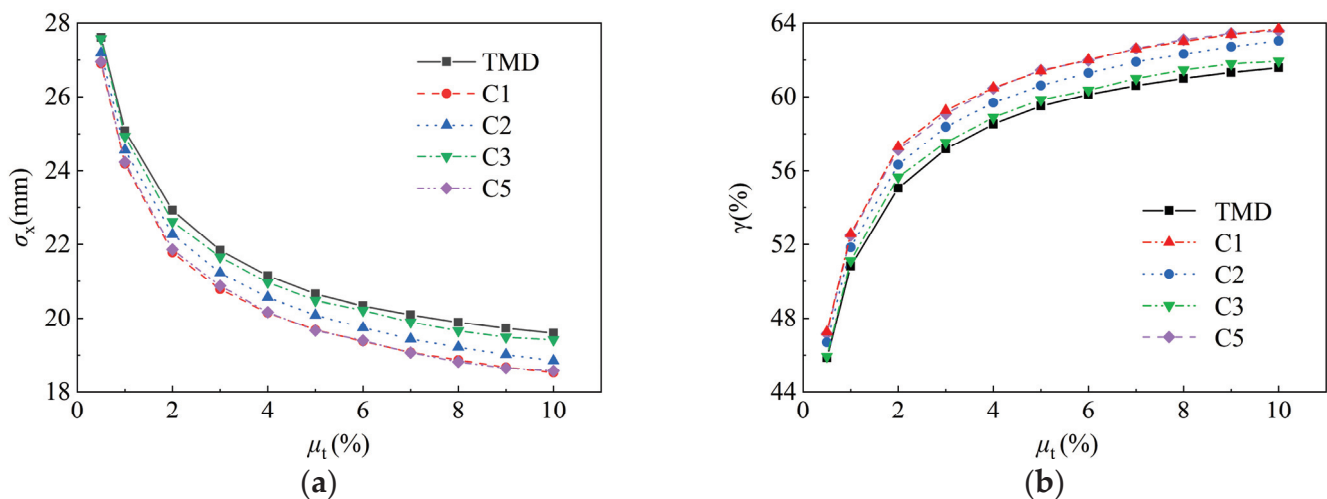 28
26
24
22
20
18
σx(mm)
0 2 4 6 8 10
μt(%)
TMD
C1
C2
C3
C5
(a)
64
60
56
52
48
44
γ(%)
0 2 4 6 8 10
μt(%)
TMD
C1
C2
C3
C5
(b)